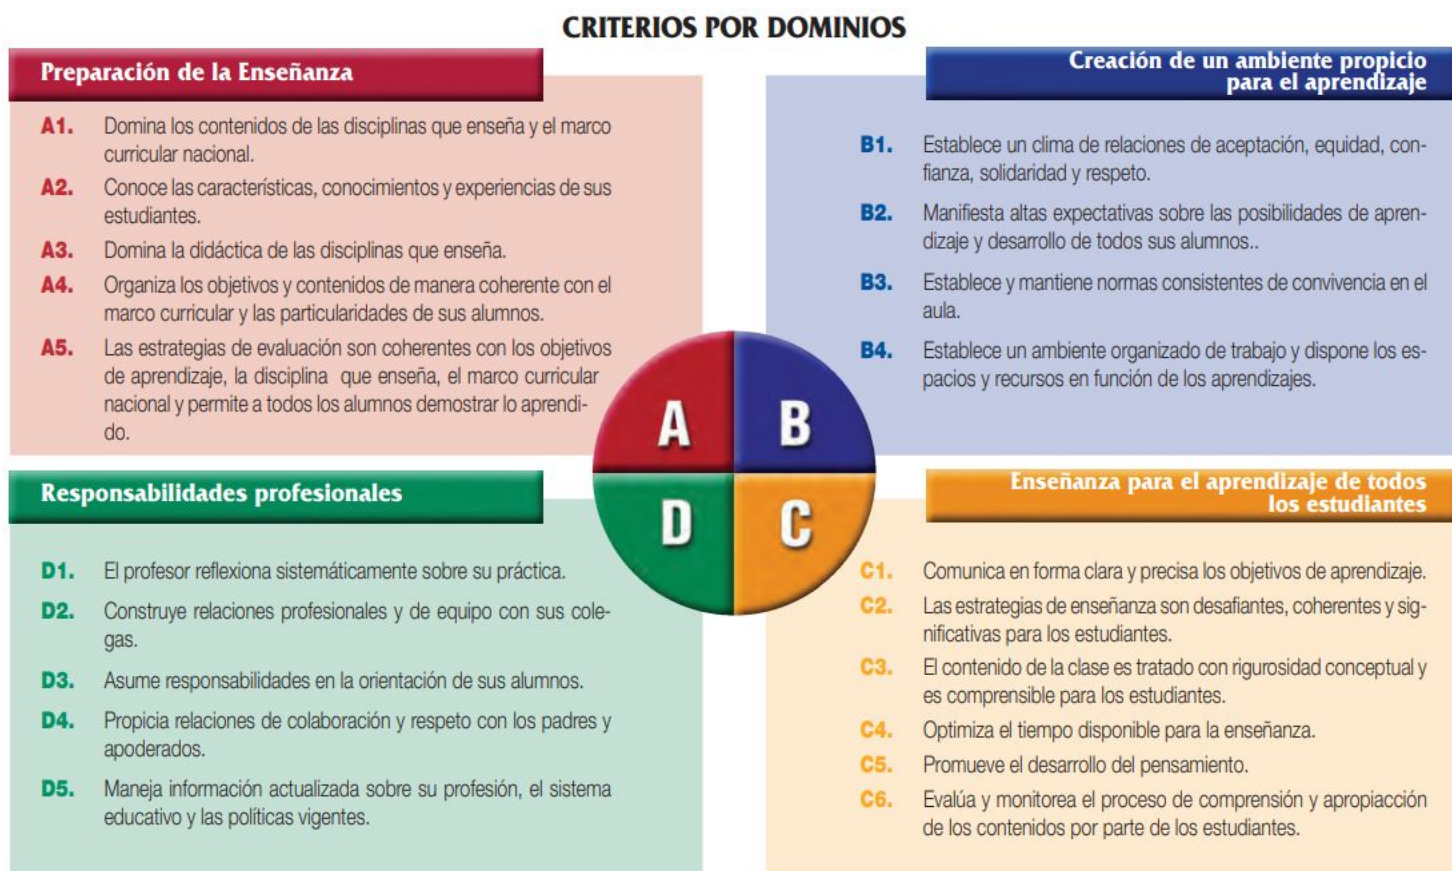 CRITERIOS POR DOMINIOS
Preparación de la Enseñanza
A1. Domina los contenidos de las disciplinas que enseña y el marco
curricular nacional.
A2. Conoce las características, conocimientos y experiencias de sus
estudiantes.
A3. Domina la didáctica de las disciplinas que enseña.
A4. Organiza los objetivos y contenidos de manera coherente con el
marco curricular y las particularidades de sus alumnos.
A5. Las estrategias de evaluación son coherentes con los objetivos
de aprendizaje, la disciplina que enseña, el marco curricular
nacional y permite a todos los alumnos demostrar lo aprendi-
do.
Creación de un ambiente propicio
para el aprendizaje
B1. Establece un clima de relaciones de aceptación, equidad, con-
fianza, solidaridad y respeto.
B2. Manifiesta altas expectativas sobre las posibilidades de apren-
dizaje y desarrollo de todos sus alumnos..
B3. Establece y mantiene normas consistentes de convivencia en el
aula.
B4. Establece un ambiente organizado de trabajo y dispone los es-
pacios y recursos en función de los aprendizajes.
A B
D C
Responsabilidades profesionales
D1. El profesor reflexiona sistemáticamente sobre su práctica.
D2. Construye relaciones profesionales y de equipo con sus cole-
gas.
D3. Asume responsabilidades en la orientación de sus alumnos.
D4. Propicia relaciones de colaboración y respeto con los padres y
apoderados.
D5. Maneja información actualizada sobre su profesión, el sistema
educativo y las políticas vigentes.
Enseñanza para el aprendizaje de todos
los estudiantes
C1. Comunica en forma clara y precisa los objetivos de aprendizaje.
C2. Las estrategias de enseñanza son desafiantes, coherentes y sig-
nificativas para los estudiantes.
C3. El contenido de la clase es tratado con rigurosidad conceptual y
es comprensible para los estudiantes.
C4. Optimiza el tiempo disponible para la enseñanza.
C5. Promueve el desarrollo del pensamiento.
C6. Evalúa y monitorea el proceso de comprensión y apropiacción
de los contenidos por parte de los estudiantes.